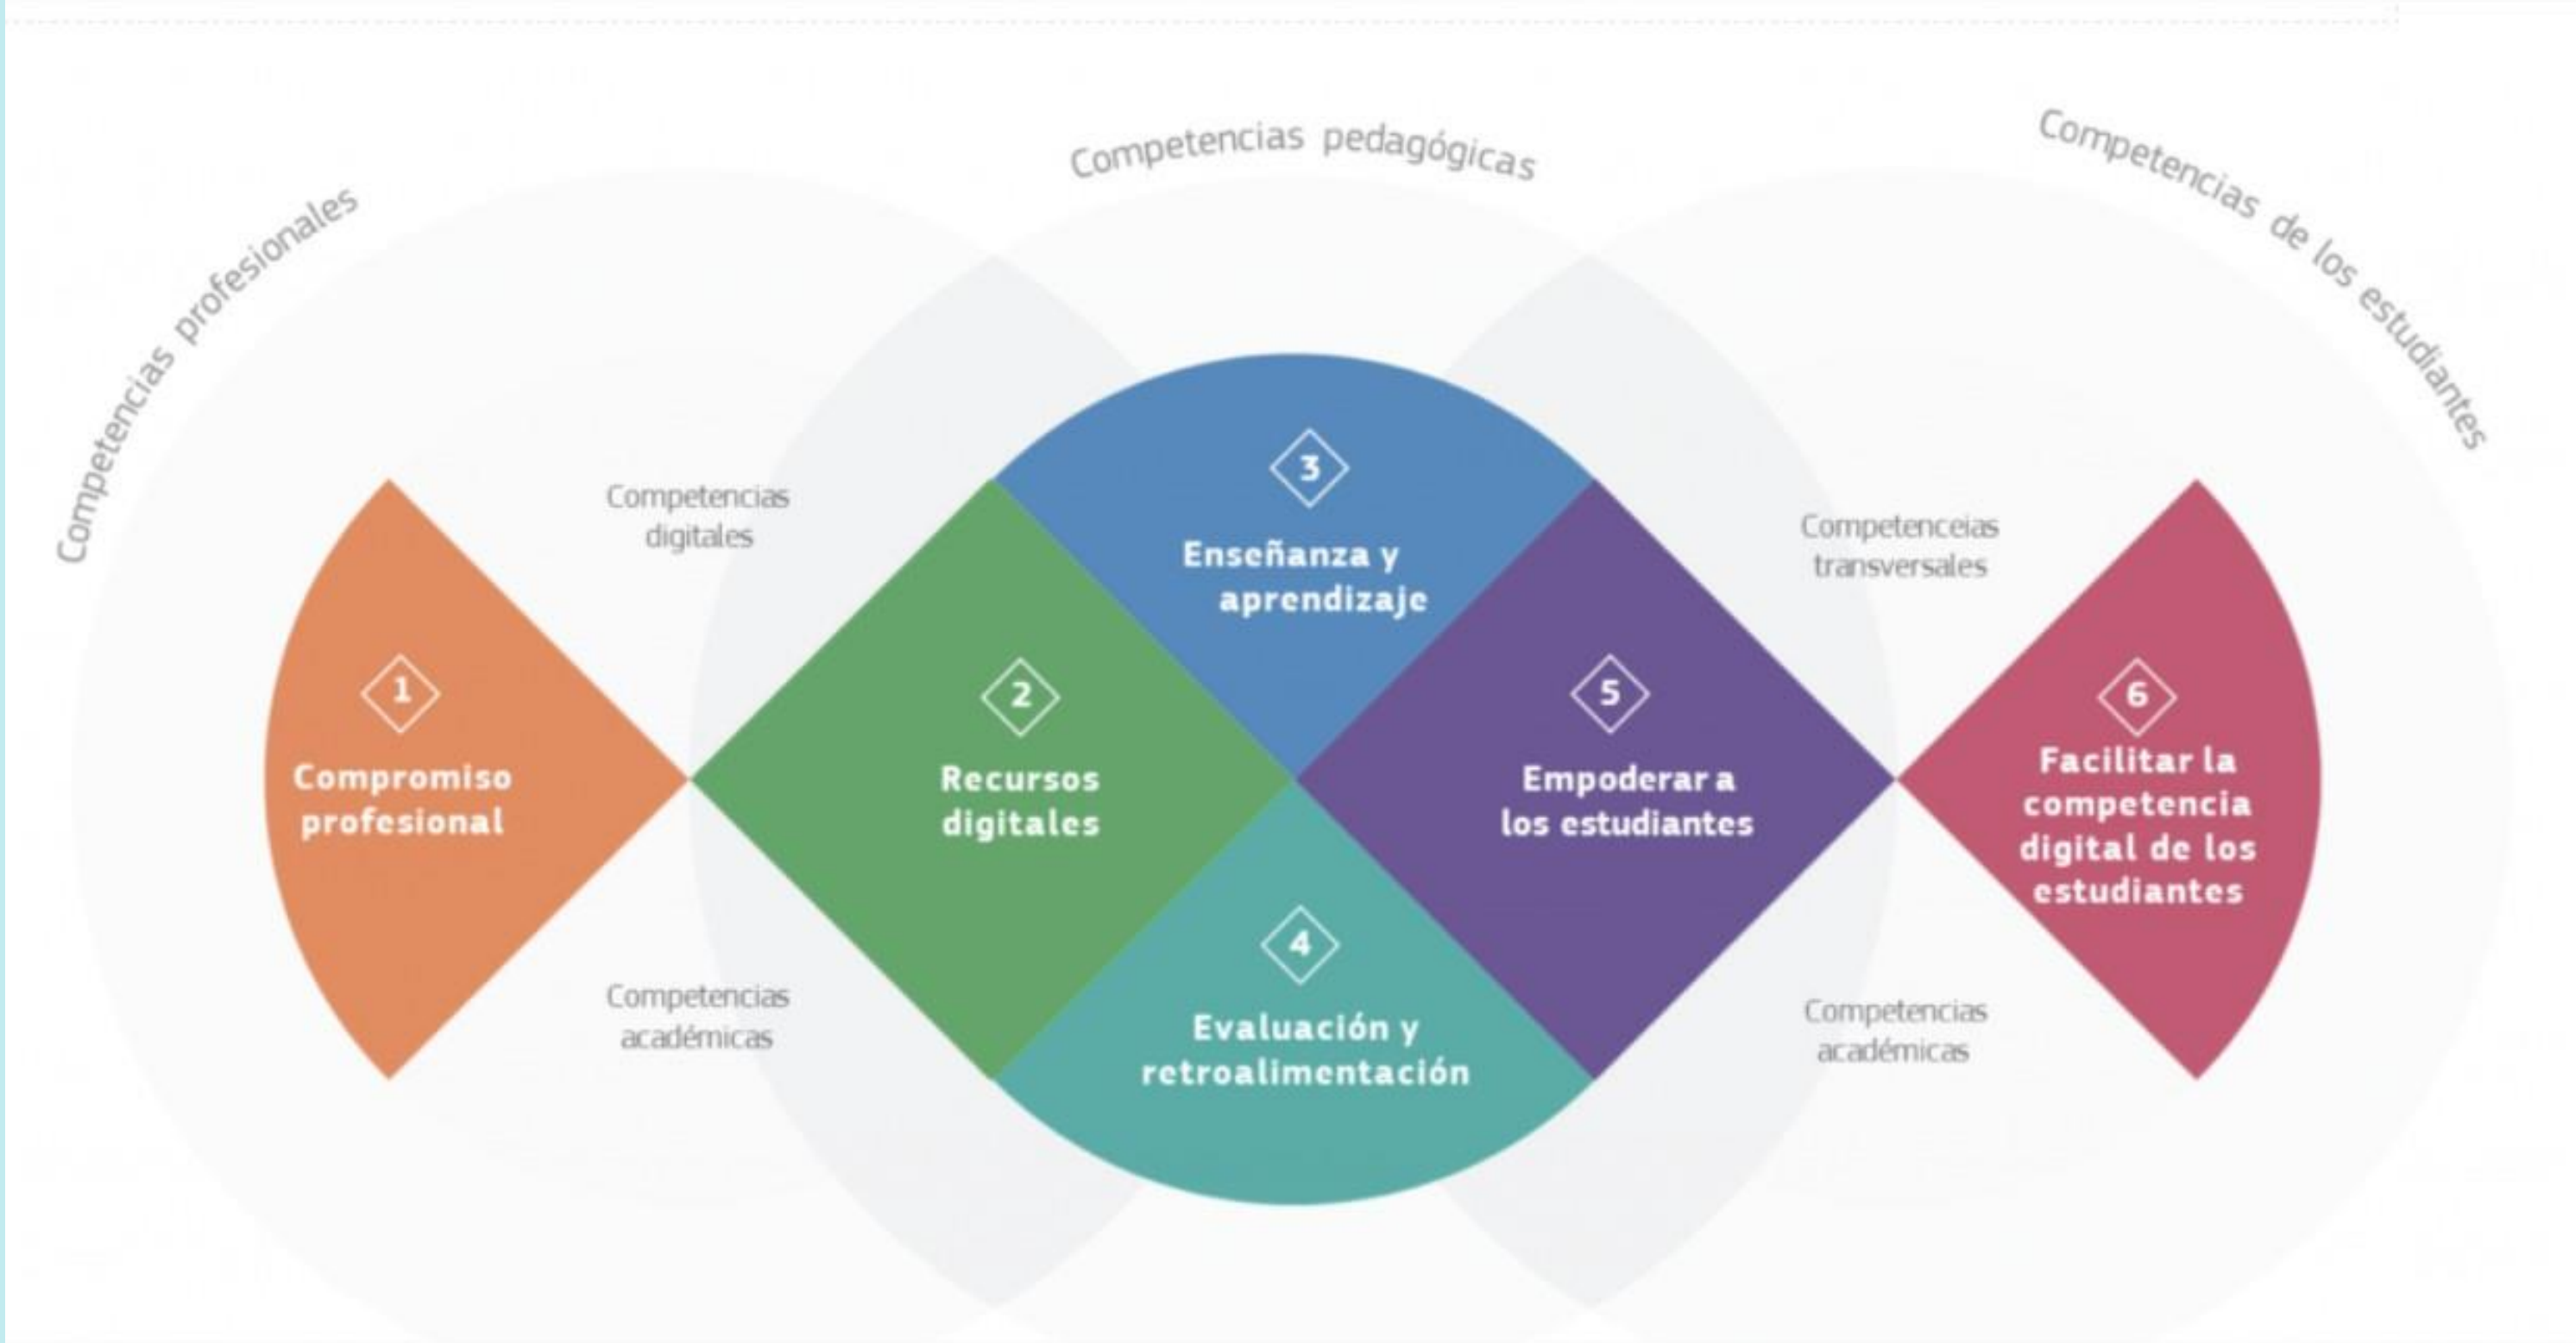 Competencias profesionales
Competencias pedagógicas
Competencias de los estudiantes
Competencias
digitales
Competencias
académicas
1
Compromiso
profesional
2
Recursos
digitales
3
Enseñanza y
aprendizaje
4
Evaluación y
retroalimentación
5
Empoderar a
los estudiantes
Competenceias
transversales
Competencias
académicas
6
Facilitar la
competencia
digital de los
estudiantes